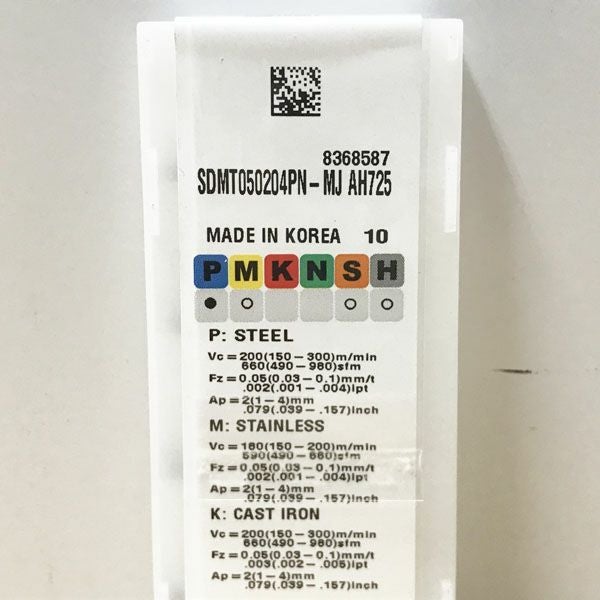 8368587
SDMT050204PN-MJ AH725
MADE IN KOREA 10
P M K N S H
P: STEEL
Vc=200(150-300)m/min
660(490-980)sfm
Fz=0.05(0.03-0.1)mm/t
.002(.001-.004)ipt
Ap=2(1-4)mm
.079(.039-.157)inch
M: STAINLESS
Vc=180(150-200)m/min
590(490-660)sfm
Fz=0.05(0.03-0.1)mm/t
.002(.001-.004)ipt
Ap=2(1-4)mm
.079(.039-.157)inch
K: CAST IRON
Vc=200(150-300)m/min
660(490-980)sfm
Fz=0.05(0.03-0.1)mm/t
.003(.002-.005)ipt
Ap=2(1-4)mm
.079(.039-.157)inch